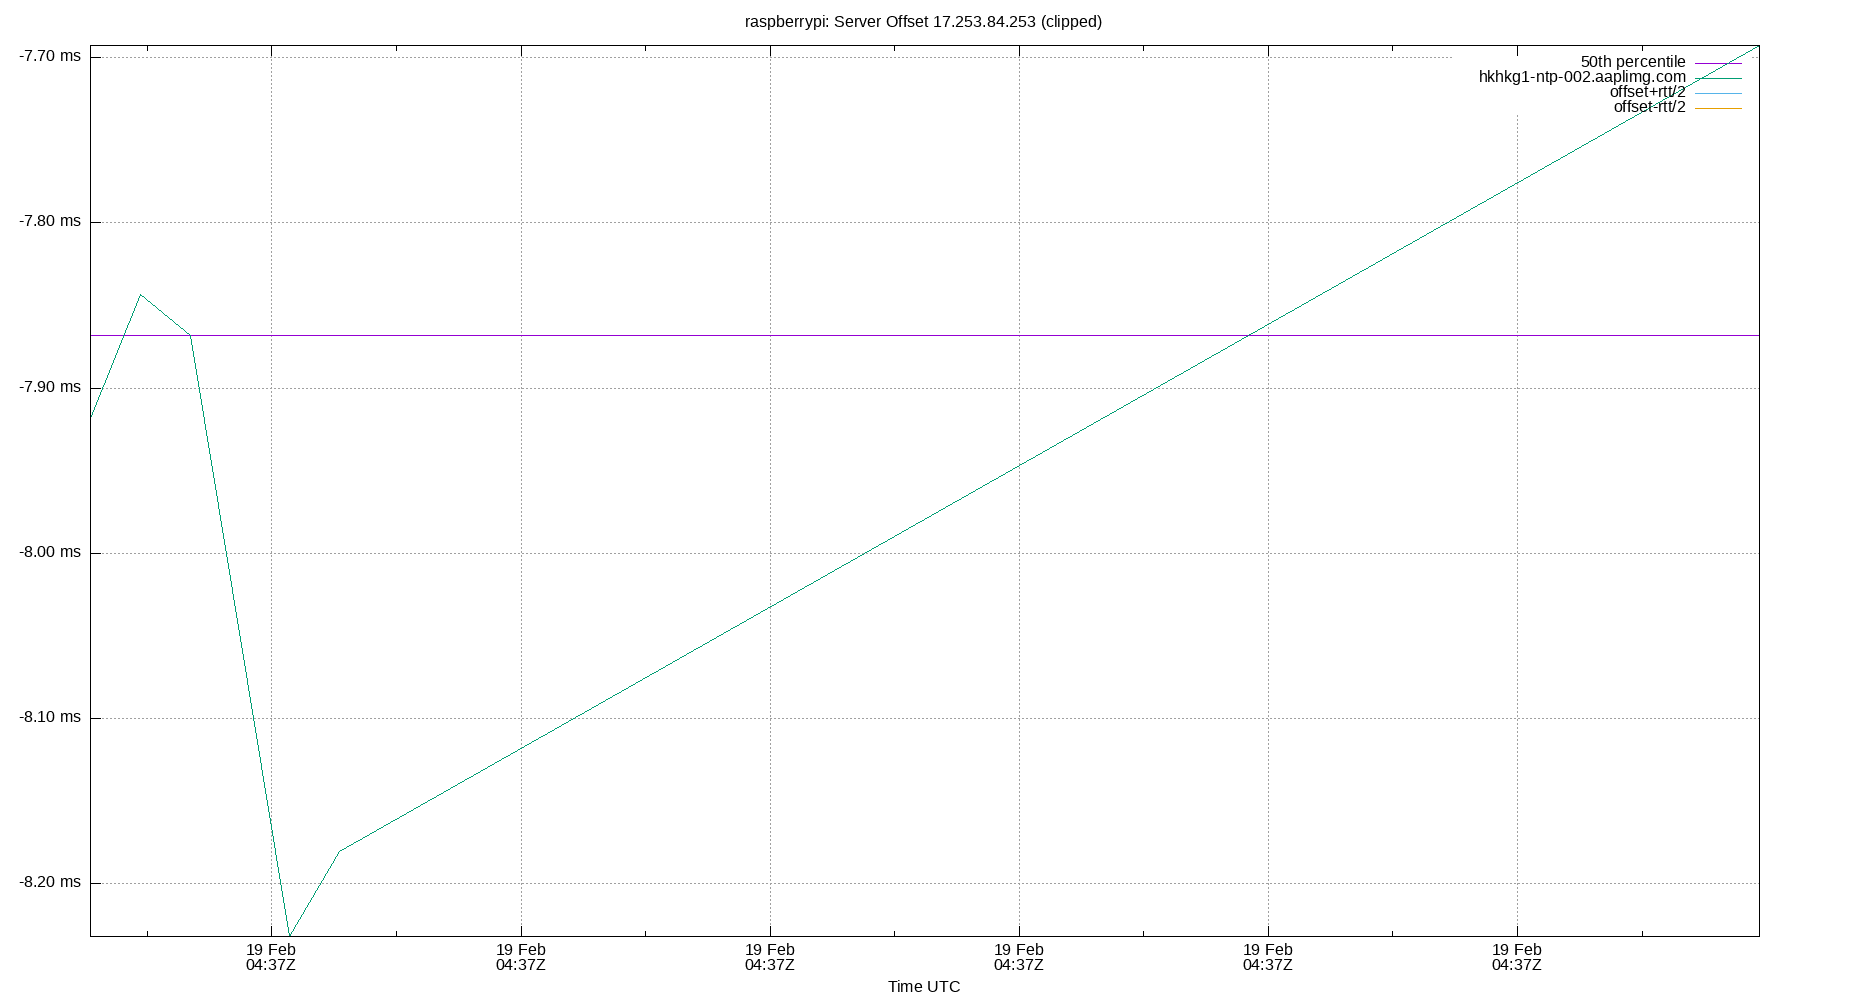 raspberrypi: Server Offset 17.253.84.253 (clipped)
-7.70 ms
50th percentile
hkhkg1-ntp-002.aaplimg.com
offset+rtt/2
offset-rtt/2
-7.80 ms
-7.90 ms
-8.00 ms
-8.10 ms
-8.20 ms
19 Feb 19 Feb 19 Feb 19 Feb 19 Feb 19 Feb
04:37Z 04:37Z 04:37Z 04:37Z 04:37Z 04:37Z
Time UTC